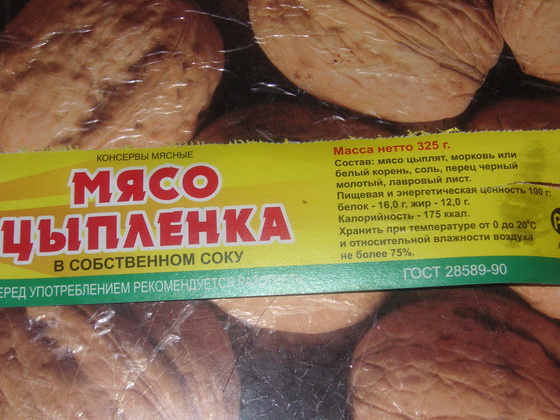 КОНСЕРВЫ МЯСНЫЕ
МЯСО
ЦЫПЛЕНКА
В СОБСТВЕННОМ СОКУ
УПОТРЕБЛЕНИЕМ РЕКОМЕНДУЕТСЯ
Масса нетто 325 г.
Состав: мясо цыплят, морковь или
белый корень, соль, перец черный
молотый, лавровый лист.
Пищевая и энергетическая ценность 100 г:
белок - 16,0 г, жир - 12,0 г.
Калорийность - 175 ккал.
Хранить при температуре от 0 до 20°С
и относительной влажности воздуха
не более 75%.
ГОСТ 28589-90